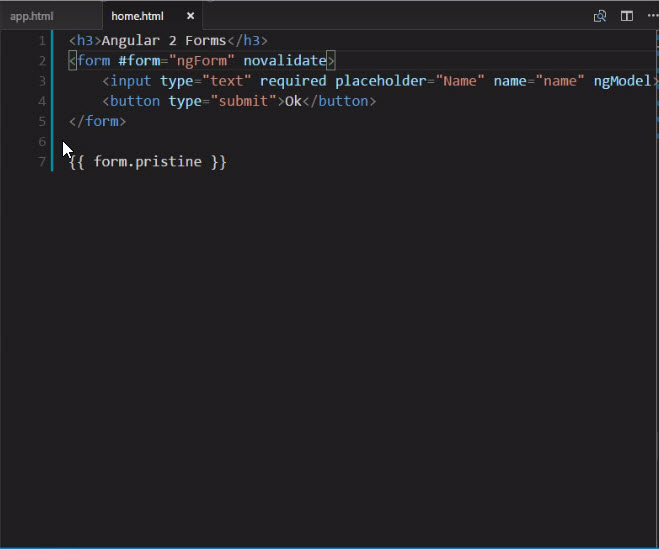 app.html home.html ×
1 <h3>Angular 2 Forms</h3>
2 <form #form="ngForm" novalidate>
3 <input type="text" required placeholder="Name" name="name" ngModel>
4 <button type="submit">Ok</button>
5 </form>
6
7 {{ form.pristine }}